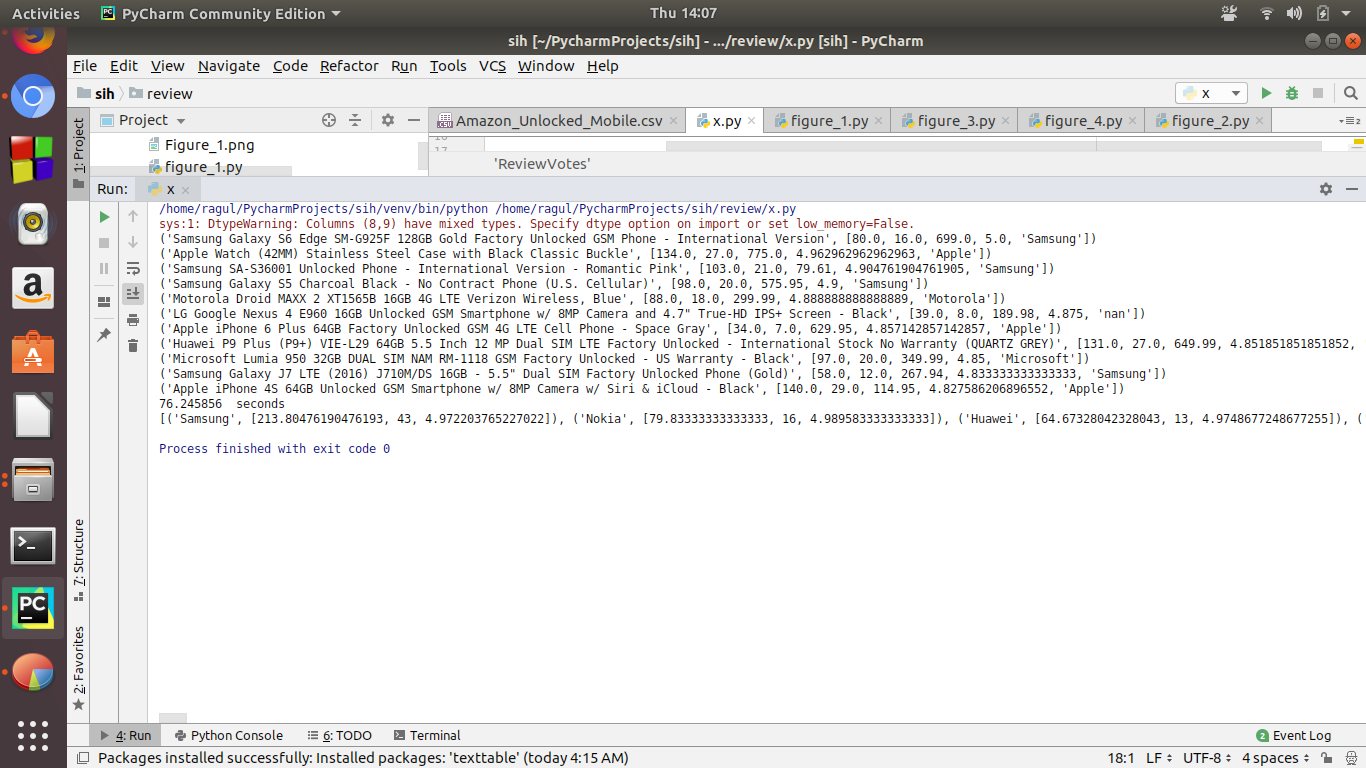 Activities PyCharm Community Edition Thu 14:07
sih [~/PycharmProjects/sih] - .../review/x.py [sih] - PyCharm
File Edit View Navigate Code Refactor Run Tools VCS Window Help
sih review x
1: Project
Project
Amazon_Unlocked_Mobile.csv x.py figure_1.py figure_3.py figure_4.py figure_2.py
2
Figure_1.png
figure_1.py
17
'ReviewVotes'
Run: x
/home/ragul/PycharmProjects/sih/venv/bin/python /home/ragul/PycharmProjects/sih/review/x.py
sys:1: DtypeWarning: Columns (8,9) have mixed types. Specify dtype option on import or set low_memory=False.
('Samsung Galaxy S6 Edge SM-G925F 128GB Gold Factory Unlocked GSM Phone - International Version', [80.0, 16.0, 699.0, 5.0, 'Samsung'])
('Apple Watch (42MM) Stainless Steel Case with Black Classic Buckle', [134.0, 27.0, 775.0, 4.962962962962963, 'Apple'])
('Samsung SA-S36001 Unlocked Phone - International Version - Romantic Pink', [103.0, 21.0, 79.61, 4.904761904761905, 'Samsung'])
('Samsung Galaxy S5 Charcoal Black - No Contract Phone (U.S. Cellular)', [98.0, 20.0, 575.95, 4.9, 'Samsung'])
('Motorola Droid MAXX 2 XT1565B 16GB 4G LTE Verizon Wireless, Blue', [88.0, 18.0, 299.99, 4.888888888888889, 'Motorola'])
('LG Google Nexus 4 E960 16GB Unlocked GSM Smartphone w/ 8MP Camera and 4.7" True-HD IPS+ Screen - Black', [39.0, 8.0, 189.98, 4.875, 'nan'])
('Apple iPhone 6 Plus 64GB Factory Unlocked GSM 4G LTE Cell Phone - Space Gray', [34.0, 7.0, 629.95, 4.857142857142857, 'Apple'])
('Huawei P9 Plus (P9+) VIE-L29 64GB 5.5 Inch 12 MP Dual SIM LTE Factory Unlocked - International Stock No Warranty (QUARTZ GREY)', [131.0, 27.0, 649.99, 4.851851851851852,
('Microsoft Lumia 950 32GB DUAL SIM NAM RM-1118 GSM Factory Unlocked - US Warranty - Black', [97.0, 20.0, 349.99, 4.85, 'Microsoft'])
('Samsung Galaxy J7 LTE (2016) J710M/DS 16GB - 5.5" Dual SIM Factory Unlocked Phone (Gold)', [58.0, 12.0, 267.94, 4.833333333333333, 'Samsung'])
('Apple iPhone 4S 64GB Unlocked GSM Smartphone w/ 8MP Camera w/ Siri & iCloud - Black', [140.0, 29.0, 114.95, 4.827586206896552, 'Apple'])
76.245856  seconds
[('Samsung', [213.80476190476193, 43, 4.972203765227022]), ('Nokia', [79.83333333333333, 16, 4.989583333333333]), ('Huawei', [64.67328042328043, 13, 4.9748677248677255]), (
Process finished with exit code 0
7: Structure
2: Favorites
4: Run Python Console 6: TODO Terminal 2 Event Log
Packages installed successfully: Installed packages: 'texttable' (today 4:15 AM) 18:1 LF UTF-8 4 spaces